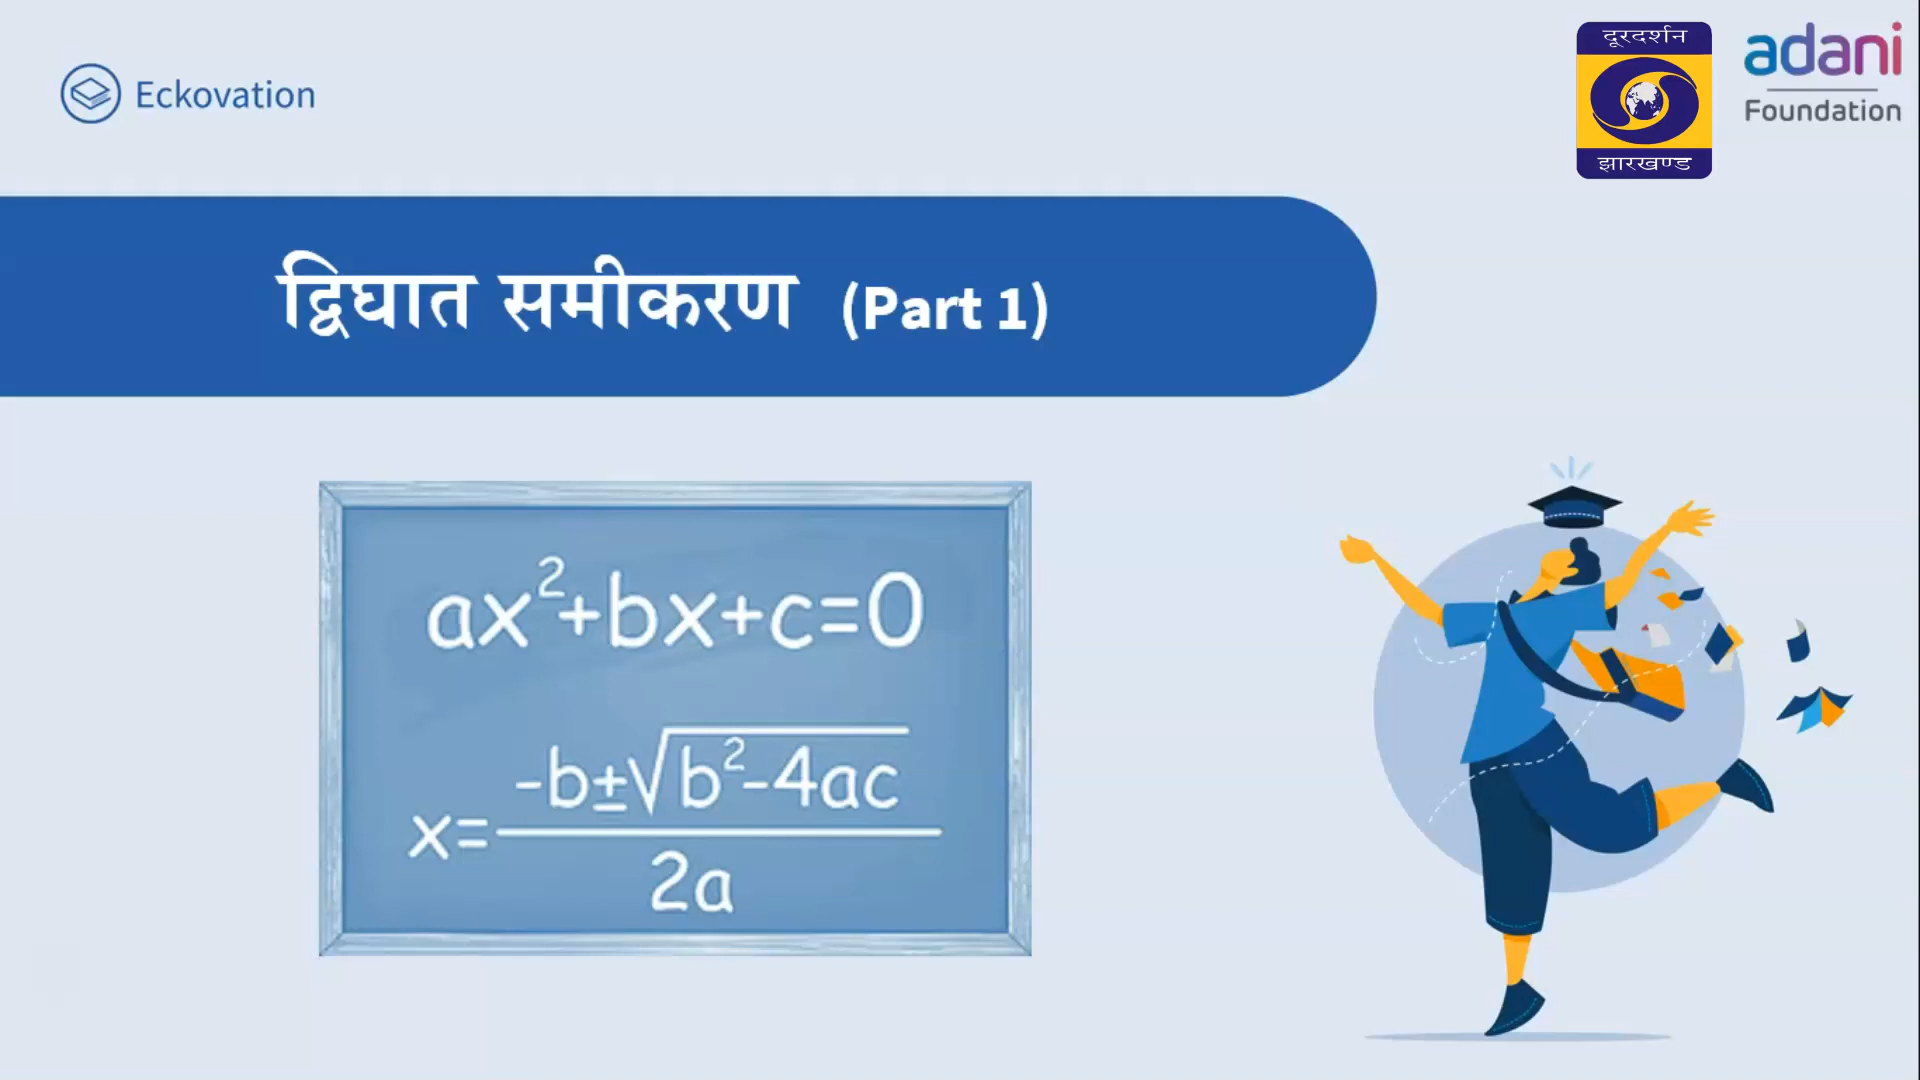 Eckovation
दूरदर्शन
झारखण्ड
adani
Foundation
द्विघात समीकरण (Part 1)
ax²+bx+c=0
x=-b±√b²-4ac
2a